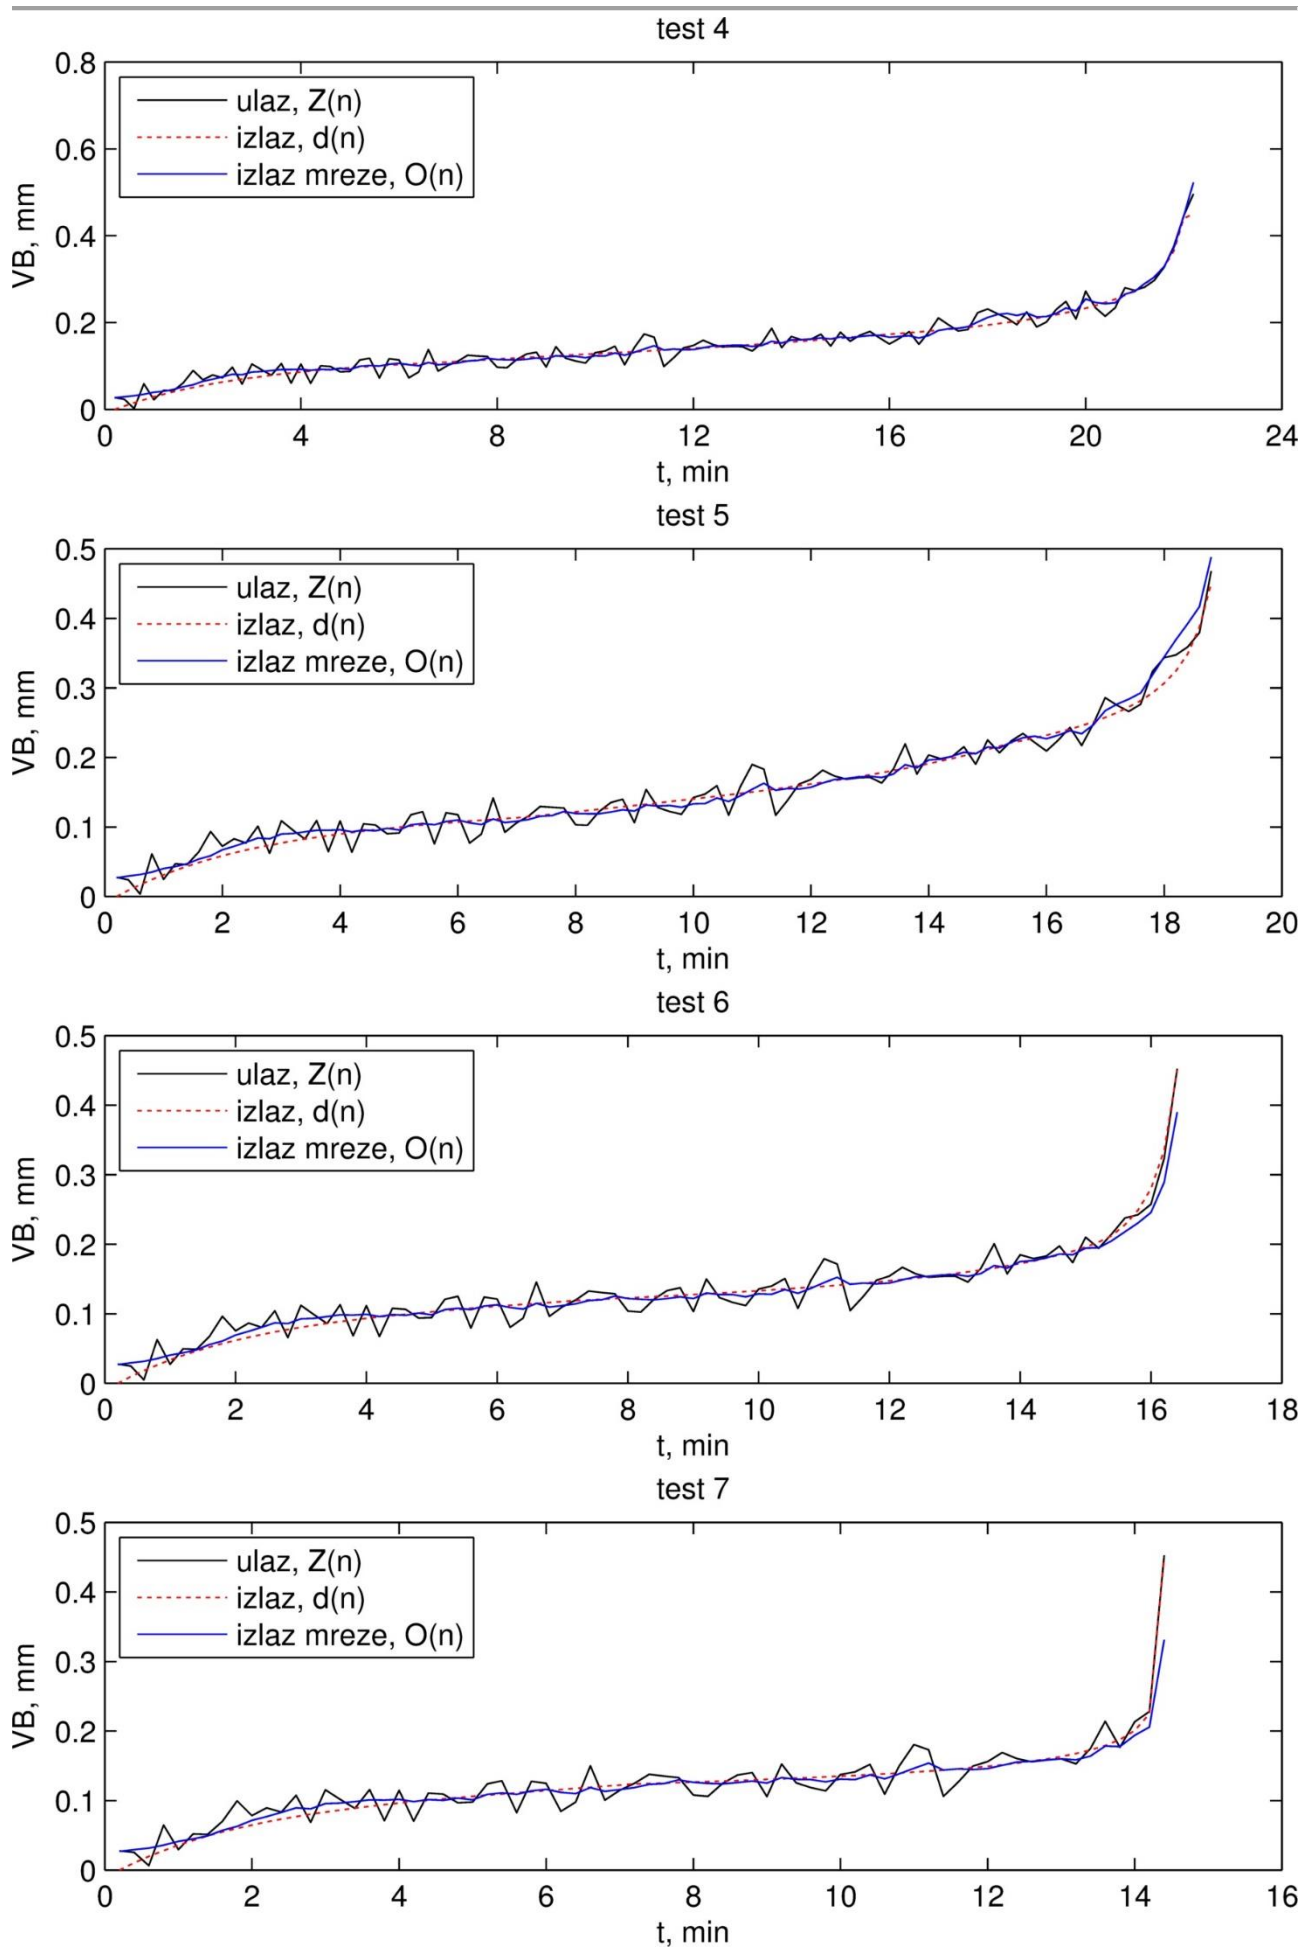 test 4
0.8
0.6
0.4
0.2
0
VB, mm
ulaz, Z(n)
izlaz, d(n)
izlaz mreze, O(n)
0 4 8 12 16 20 24
t, min
test 5
0.5
0.4
0.3
0.2
0.1
0
VB, mm
ulaz, Z(n)
izlaz, d(n)
izlaz mreze, O(n)
0 2 4 6 8 10 12 14 16 18 20
t, min
test 6
0.5
0.4
0.3
0.2
0.1
0
VB, mm
ulaz, Z(n)
izlaz, d(n)
izlaz mreze, O(n)
0 2 4 6 8 10 12 14 16 18
t, min
test 7
0.5
0.4
0.3
0.2
0.1
0
VB, mm
ulaz, Z(n)
izlaz, d(n)
izlaz mreze, O(n)
0 2 4 6 8 10 12 14 16
t, min